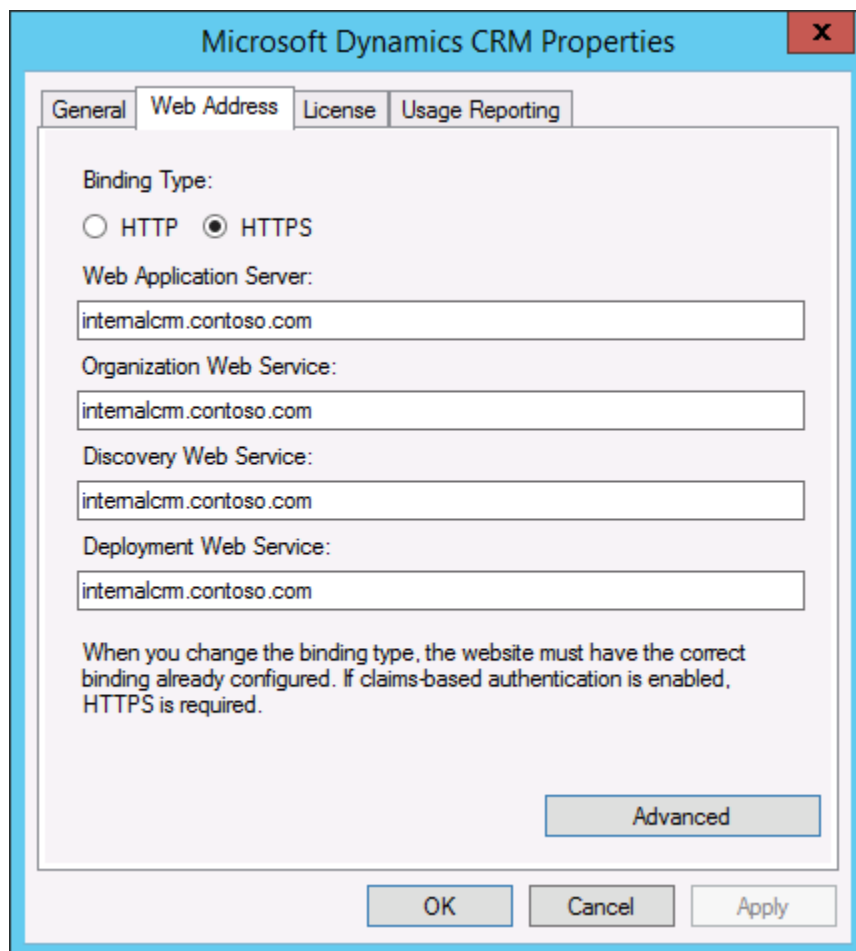 Microsoft Dynamics CRM Properties
x
General Web Address License Usage Reporting
Binding Type:
HTTP HTTPS
Web Application Server:
internalcrm.contoso.com
Organization Web Service:
internalcrm.contoso.com
Discovery Web Service:
internalcrm.contoso.com
Deployment Web Service:
internalcrm.contoso.com
When you change the binding type, the website must have the correct
binding already configured. If claims-based authentication is enabled,
HTTPS is required.
Advanced
OK Cancel Apply